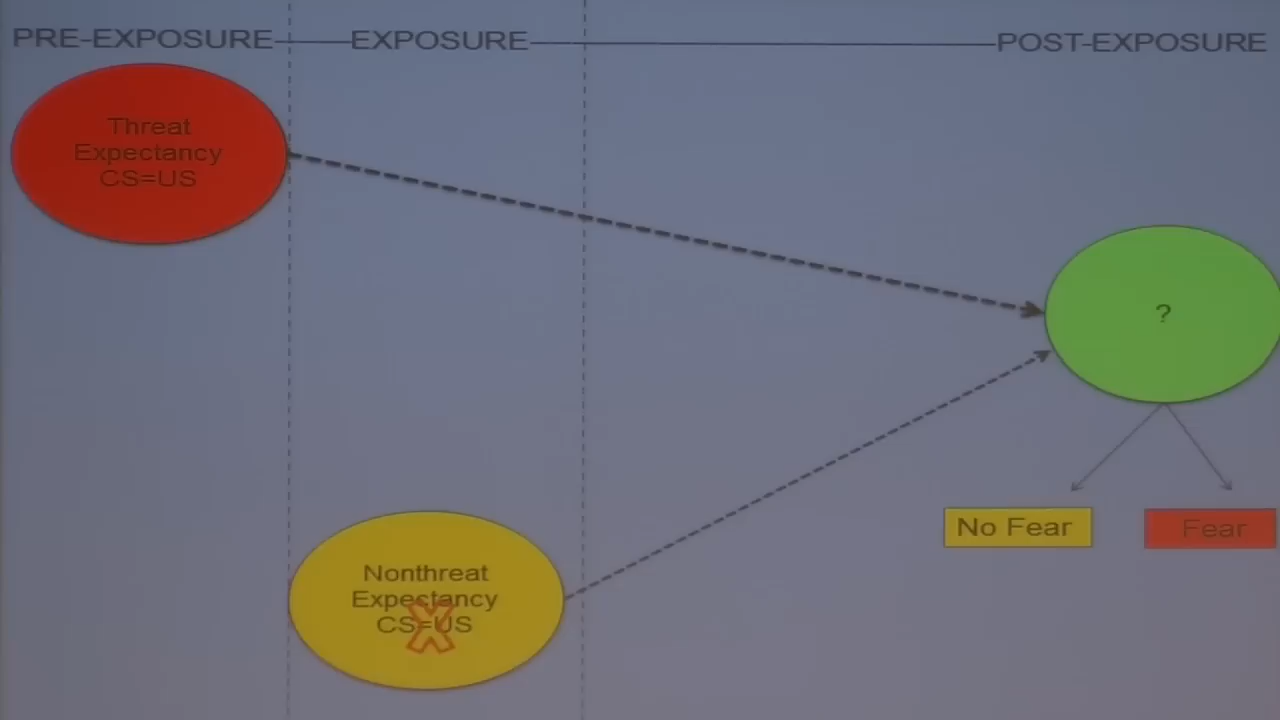 PRE-EXPOSURE EXPOSURE POST-EXPOSURE
Threat
Expectancy
CS=US
?
No Fear
Fear
Nonthreat
Expectancy
CS=US